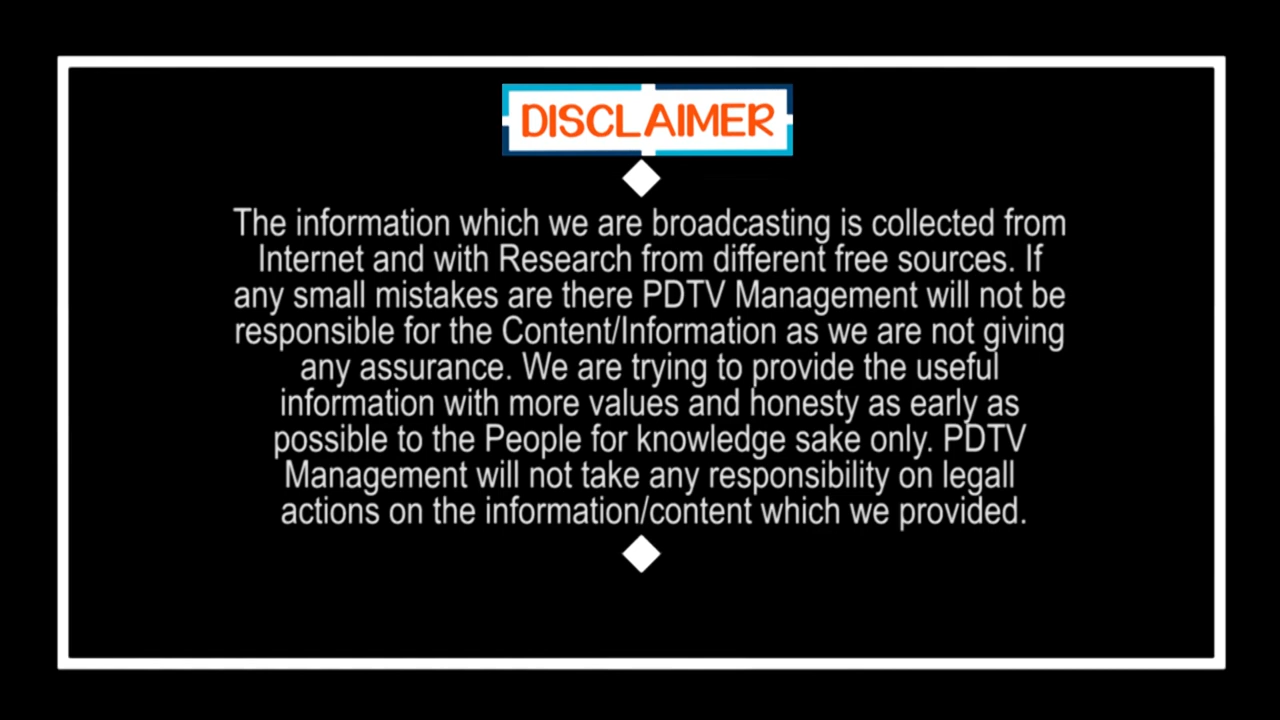 DISCLAIMER
The information which we are broadcasting is collected from
Internet and with Research from different free sources. If
any small mistakes are there PDTV Management will not be
responsible for the Content/Information as we are not giving
any assurance. We are trying to provide the useful
information with more values and honesty as early as
possible to the People for knowledge sake only. PDTV
Management will not take any responsibility on legall
actions on the information/content which we provided.